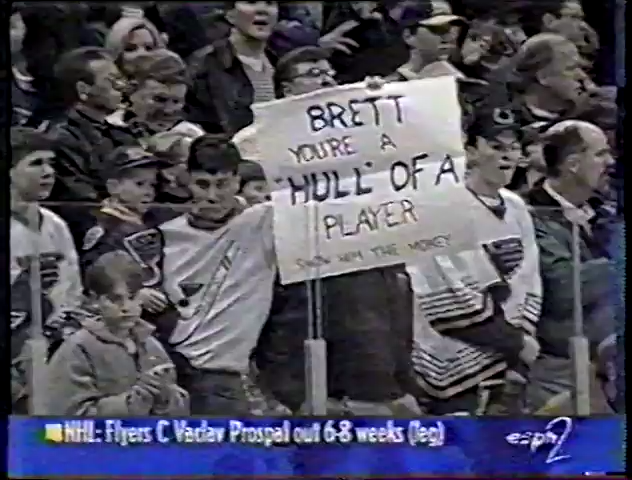 BRETT
YOU'RE A
"HULL" OF A
PLAYER
SHOW HIM THE MONEY
NHL: Flyers C Vaclav Prospal out 6-8 weeks (leg)
espn2